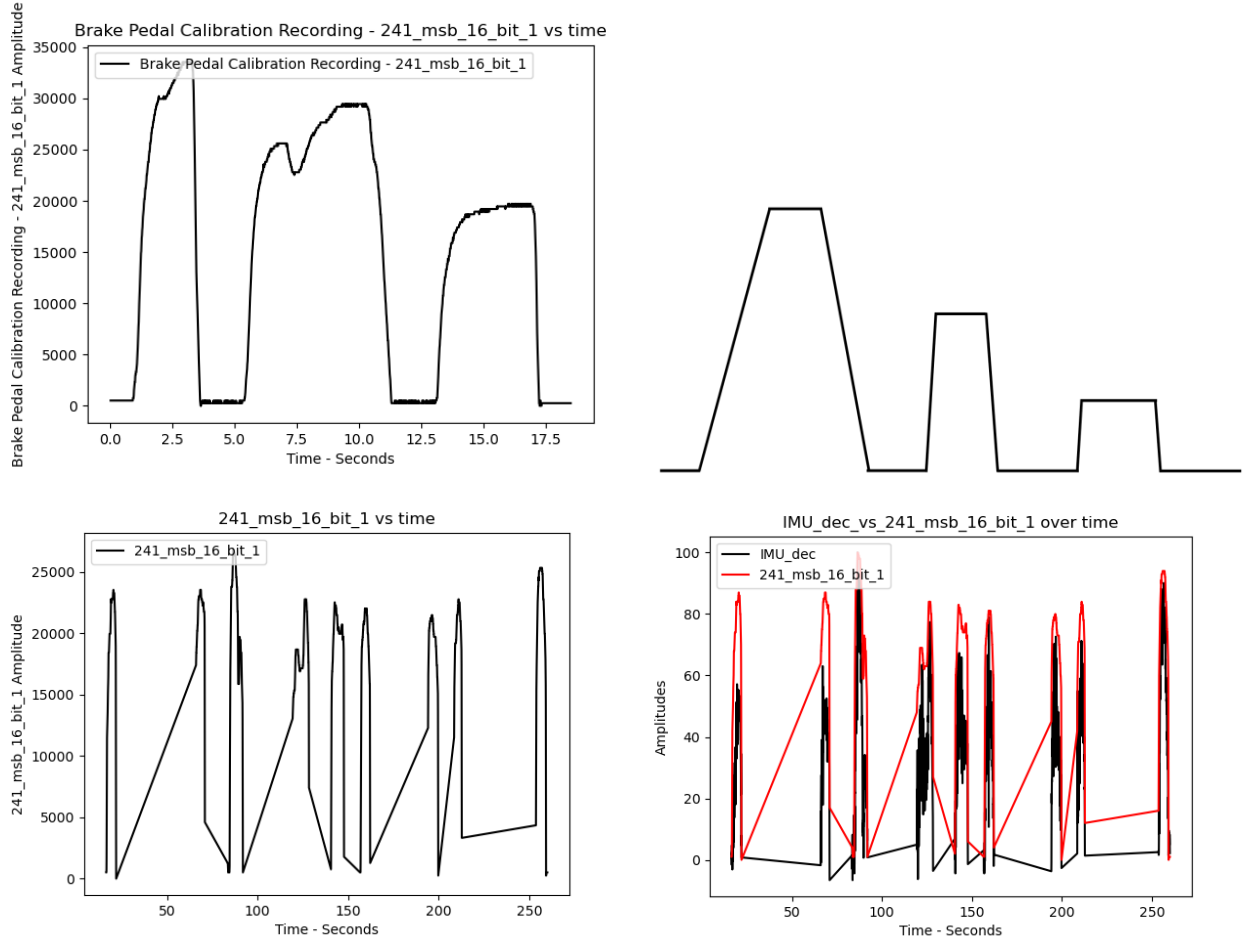 Brake Pedal Calibration Recording - 241_msb_16_bit_1 vs time
Brake Pedal Calibration Recording - 241_msb_16_bit_1 Amplitude
Brake Pedal Calibration Recording - 241_msb_16_bit_1
35000
30000
25000
20000
15000
10000
5000
0
0.0 2.5 5.0 7.5 10.0 12.5 15.0 17.5
Time - Seconds
241_msb_16_bit_1 vs time
241_msb_16_bit_1 Amplitude
241_msb_16_bit_1
25000
20000
15000
10000
5000
0
50 100 150 200 250
Time - Seconds
IMU_dec_vs_241_msb_16_bit_1 over time
Amplitudes
IMU_dec
241_msb_16_bit_1
100
80
60
40
20
0
50 100 150 200 250
Time - Seconds